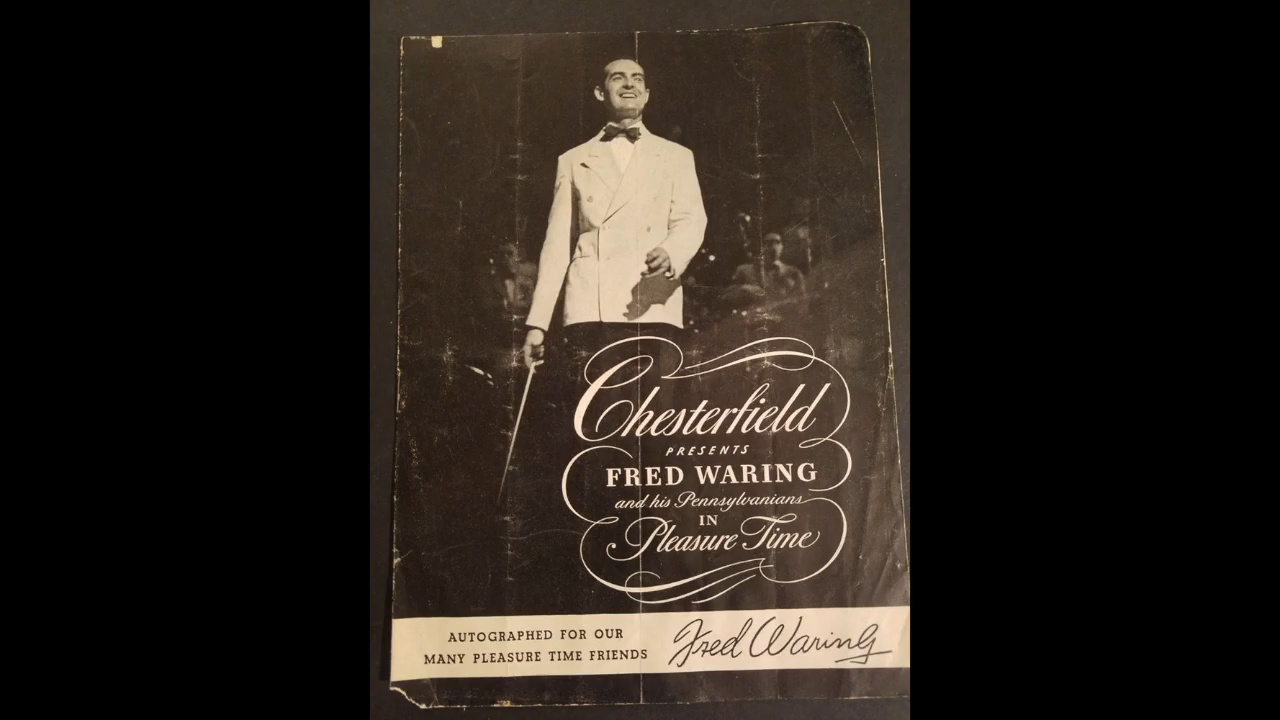 Chesterfield
PRESENTS
FRED WARING
and his Pennsylvanians
IN
Pleasure Time
AUTOGRAPHED FOR OUR
MANY PLEASURE TIME FRIENDS
Fred Waring